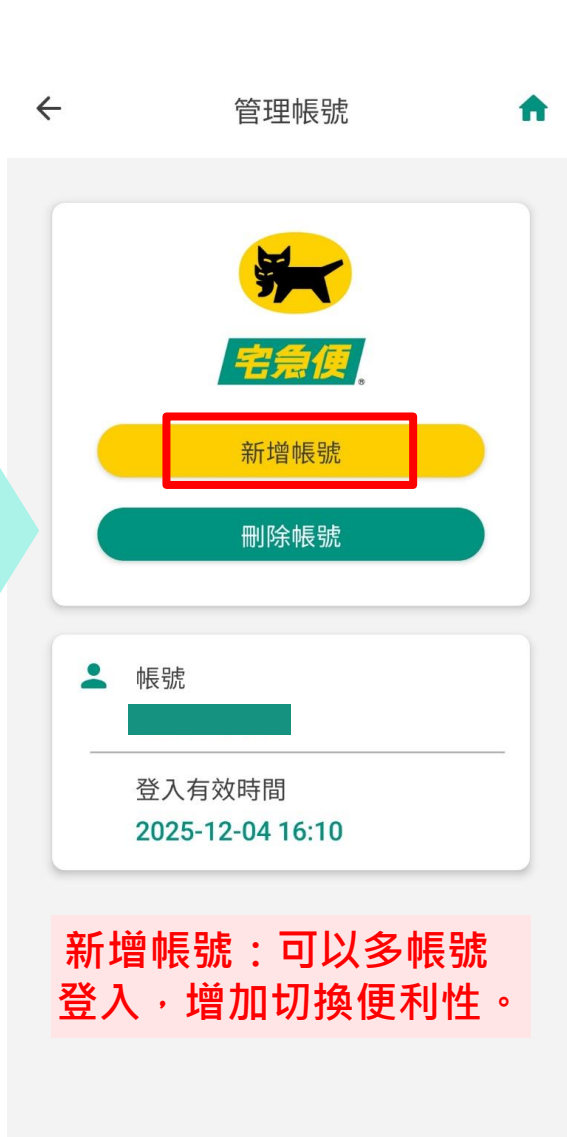 管理帳號
宅急便®
新增帳號
刪除帳號
帳號
登入有效時間
2025-12-04 16:10
新增帳號：可以多帳號
登入，增加切換便利性。